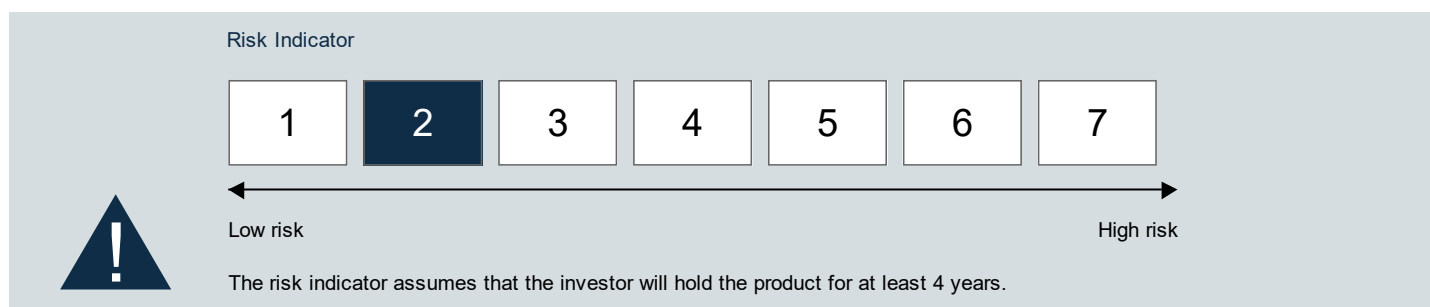 Risk Indicator
1 2 3 4 5 6 7
Low risk High risk
!
The risk indicator assumes that the investor will hold the product for at least 4 years.